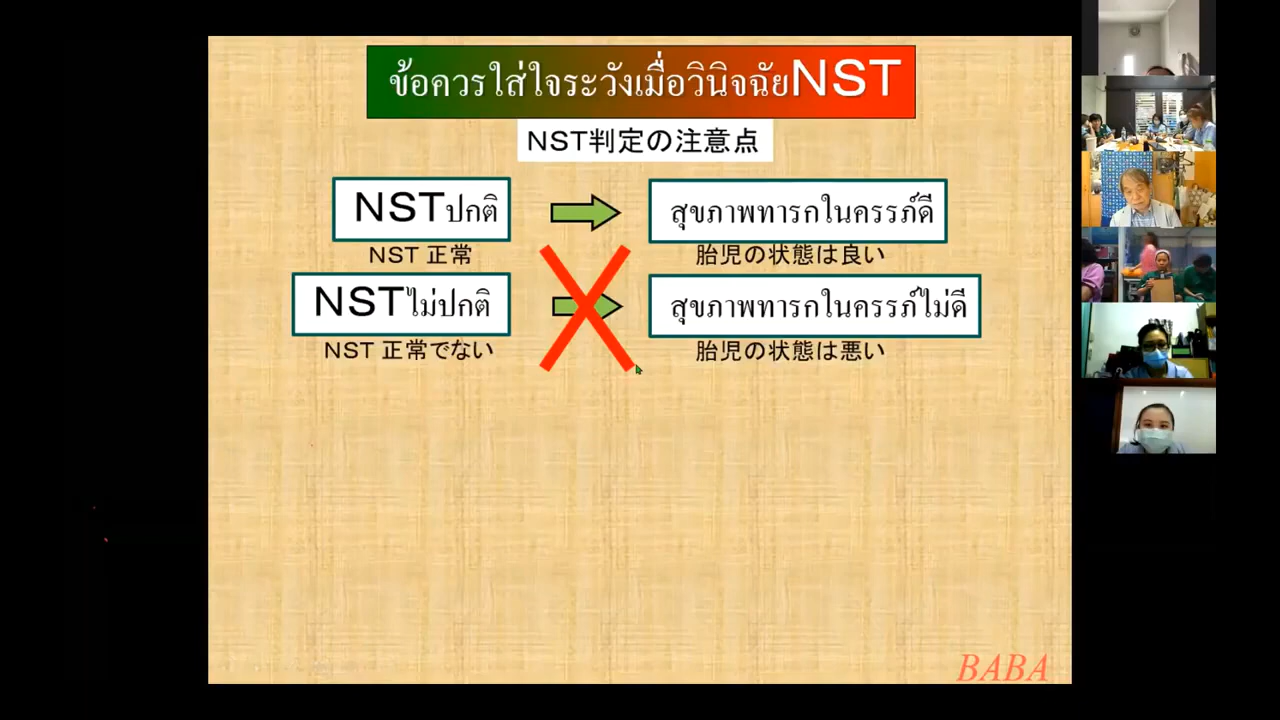 ข้อควรใส่ใจระวังเมื่อวินิจฉัยNST
NST判定の注意点
NSTปกติ
สุขภาพทารกในครรภ์ดี
NST 正常
胎児の状態は良い
NSTไม่ปกติ
สุขภาพทารกในครรภ์ไม่ดี
NST 正常でない
胎児の状態は悪い
BABA